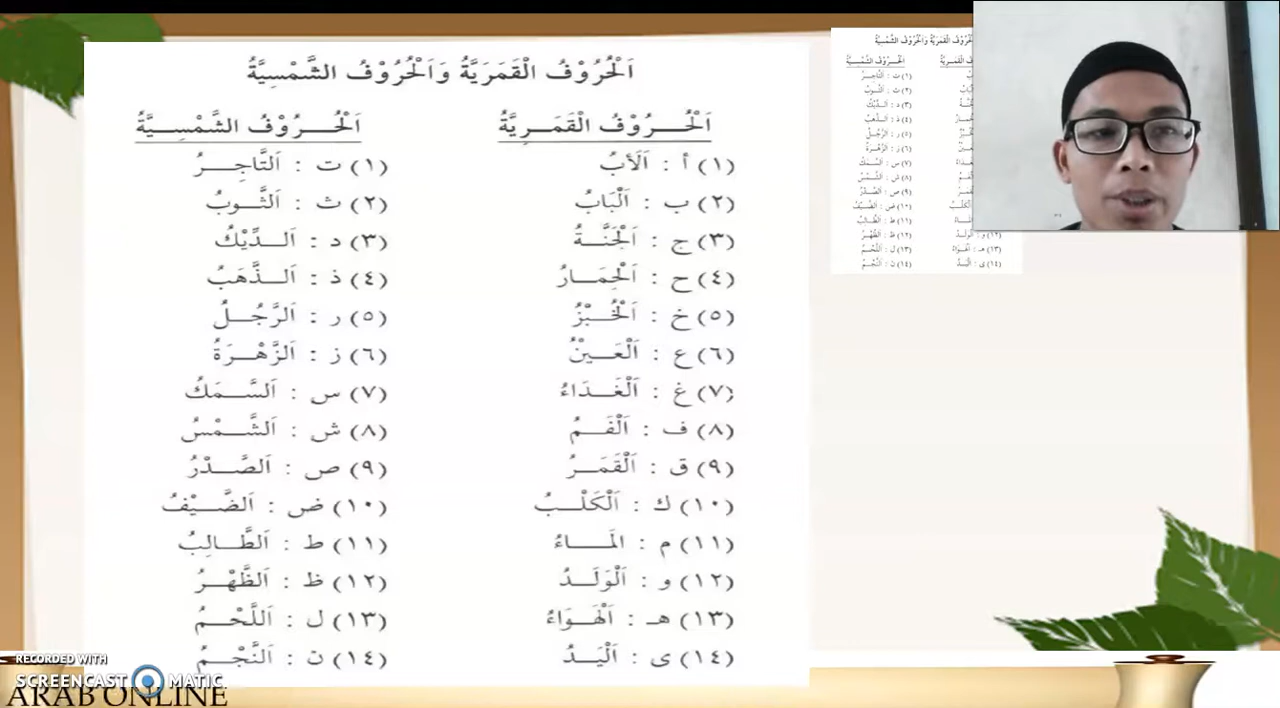 اَلْحُرُوْفُ الْقَمَرَيَّةُ وَاَلْحُرُوْفُ الشَّمْسِيَّةُ
اَلْحُرُوْفُ الْقَمَرِيَّةُ
(١) أ : اَلْأَبُ
(٢) ب : اَلْبَابُ
(٣) ج : اَلْجَنَّةُ
(٤) ح : اَلْحِمَارُ
(٥) خ : اَلْخُبْزُ
(٦) ع : اَلْعَيْنُ
(٧) غ : اَلْغَدَاءُ
(٨) ف : اَلْفَمُ
(٩) ق : اَلْقَمَرُ
(١٠) ك : اَلْكَلْبُ
(١١) م : المَاءُ
(١٢) و : اَلْوَلَدُ
(١٣) هـ : اَلْهَوَاءُ
(١٤) ى : اَلْيَدُ
اَلْحُرُوْفُ الشَّمْسِيَّةُ
(١) ت : اَلتَّاجِرُ
(٢) ث : اَلثَّوبُ
(٣) د : اَلدِّيْكُ
(٤) ذ : اَلذَّهَبُ
(٥) ر : اَلرَّجُلُ
(٦) ز : اَلزَّهْرَةُ
(٧) س : اَلسَّمَكُ
(٨) ش : اَلشَّمْسُ
(٩) ص : اَلصَّدْرُ
(١٠) ض : اَلضَّيْفُ
(١١) ط : اَلطَّالِبُ
(١٢) ظ : اَلظَّهْرُ
(١٣) ل : اَللَّحْمُ
(١٤) ن : اَلنَّجْمُ
RECORDED WITH
SCREENCAST MATIC
ARAB ONLINE